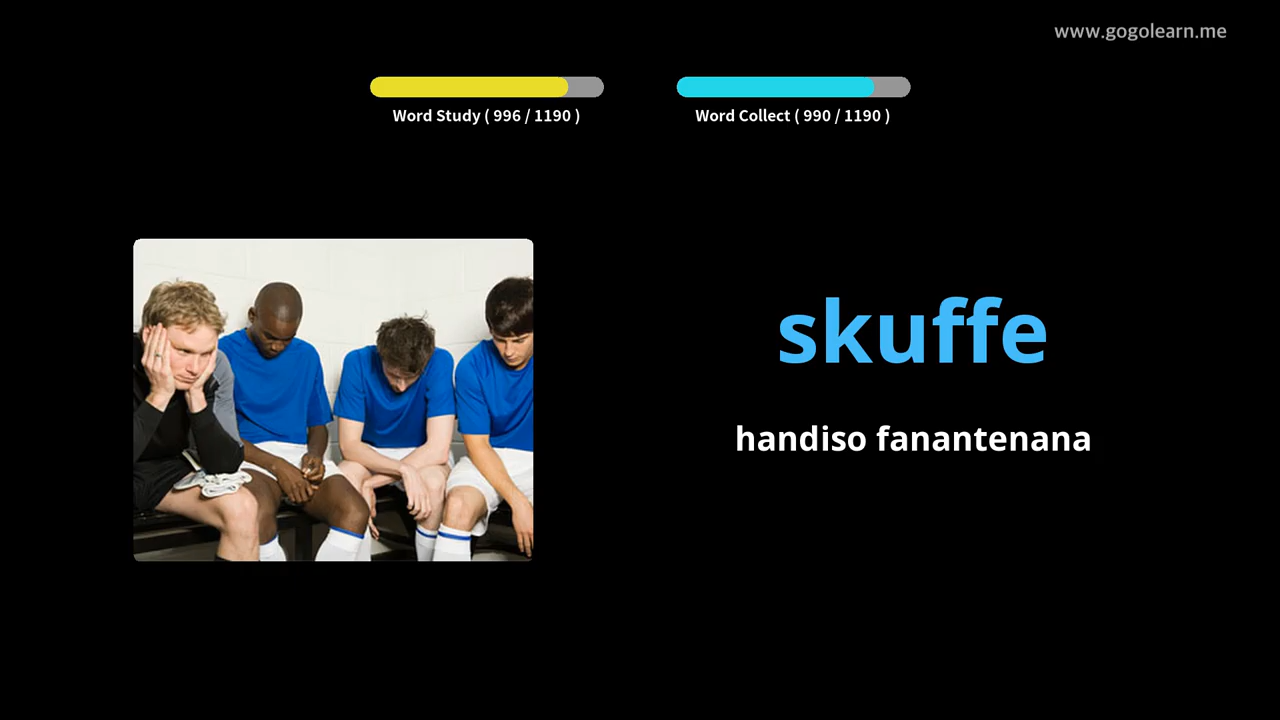 www.gogolearn.me
Word Study ( 996 / 1190 )
Word Collect ( 990 / 1190 )
skuffe
handiso fanantenana